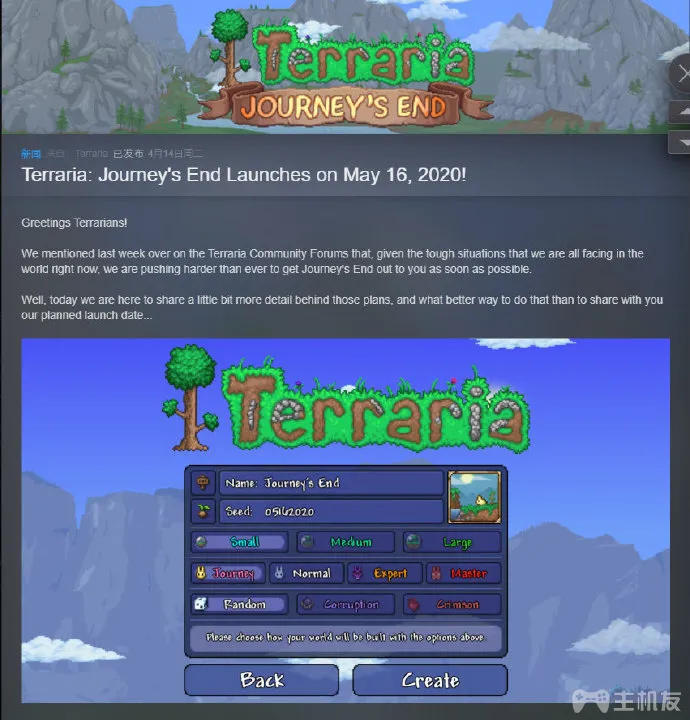 Terraria
JOURNEY'S END
新闻 来自 Terraria 已发布 4月14日周二
Terraria: Journey's End Launches on May 16, 2020!
Greetings Terrarians!
We mentioned last week over on the Terraria Community Forums that, given the tough situations that we are all facing in the
world right now, we are pushing harder than ever to get Journey's End out to you as soon as possible.
Well, today we are here to share a little bit more detail behind those plans, and what better way to do that than to share with you
our planned launch date...
Terraria
Name: Journey's End
Seed: 05162020
Small Medium Large
Journey Normal Expert Master
Random Corruption Crimson
Please choose how your world will be built with the options above.
Back Create
主机友